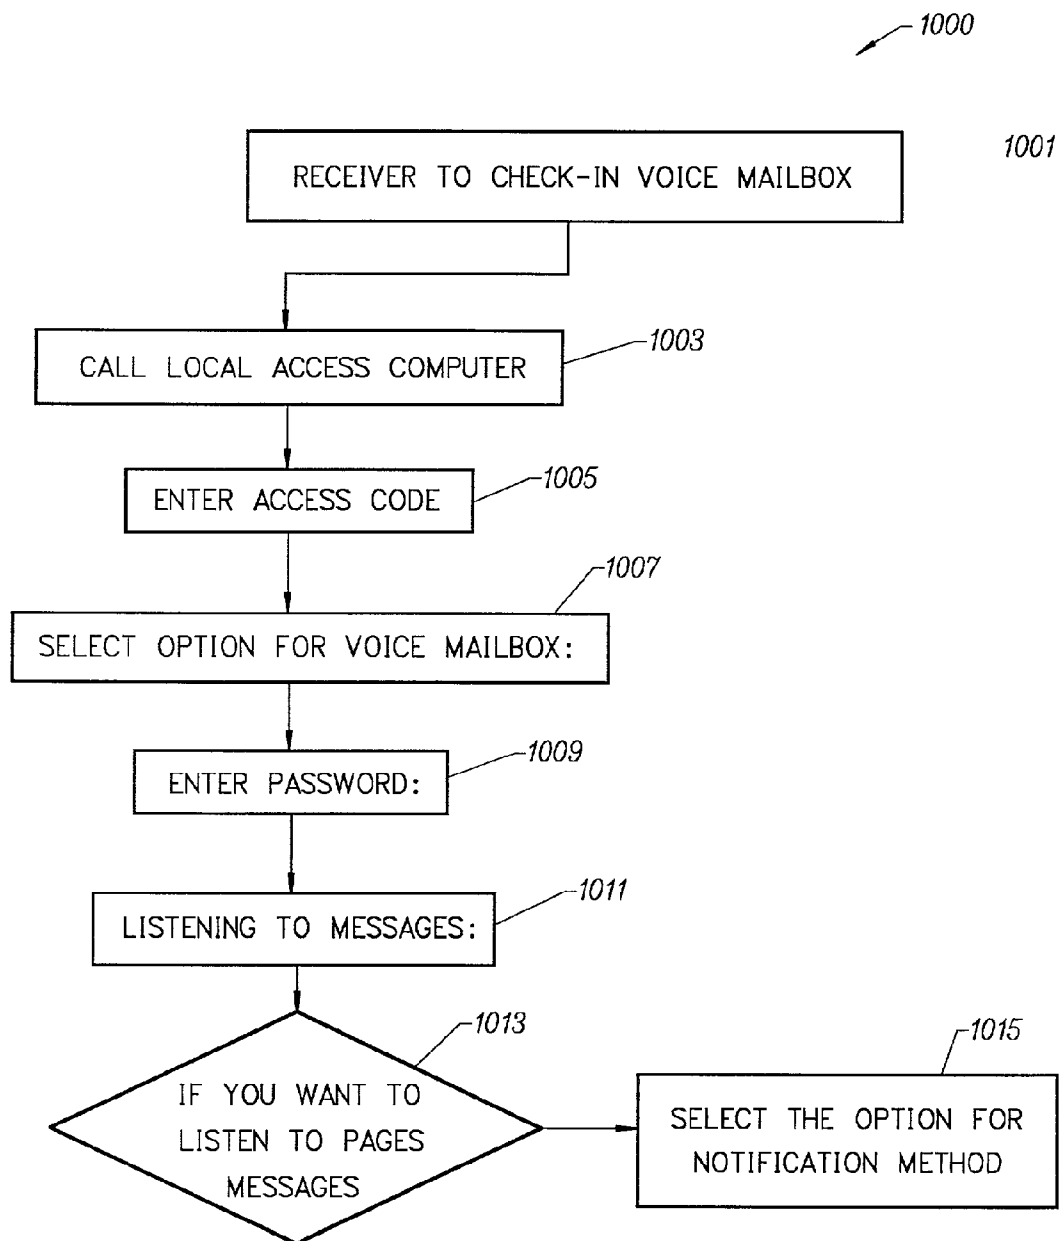 1000
1001
RECEIVER TO CHECK-IN VOICE MAILBOX
1003
CALL LOCAL ACCESS COMPUTER
1005
ENTER ACCESS CODE
1007
SELECT OPTION FOR VOICE MAILBOX:
1009
ENTER PASSWORD:
1011
LISTENING TO MESSAGES:
1013
IF YOU WANT TO
LISTEN TO PAGES
MESSAGES
1015
SELECT THE OPTION FOR
NOTIFICATION METHOD